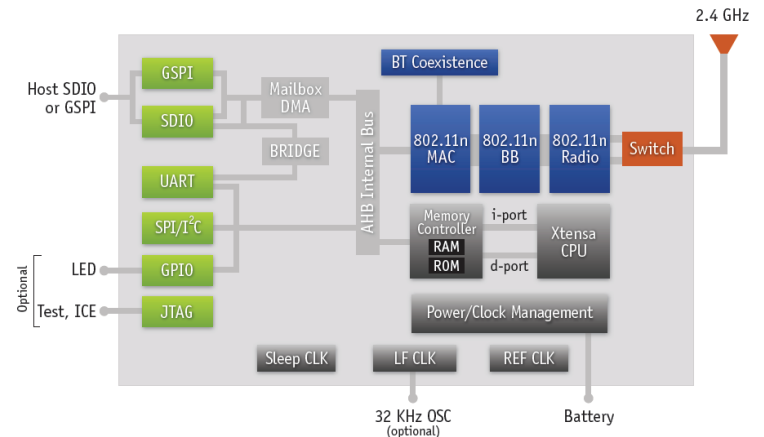 2.4 GHz
GSPI
BT Coexistence
Host SDIO
or GSPI
Mailbox
DMA
SDIO
AHB Internal Bus
802.11n
MAC
802.11n
BB
802.11n
Radio
Switch
BRIDGE
UART
SPI/I²C
Memory
Controller
RAM
ROM
i-port
d-port
Xtensa
CPU
Optional
LED
GPIO
Test, ICE
JTAG
Power/Clock Management
Sleep CLK
LF CLK
REF CLK
32 KHz OSC
(optional)
Battery